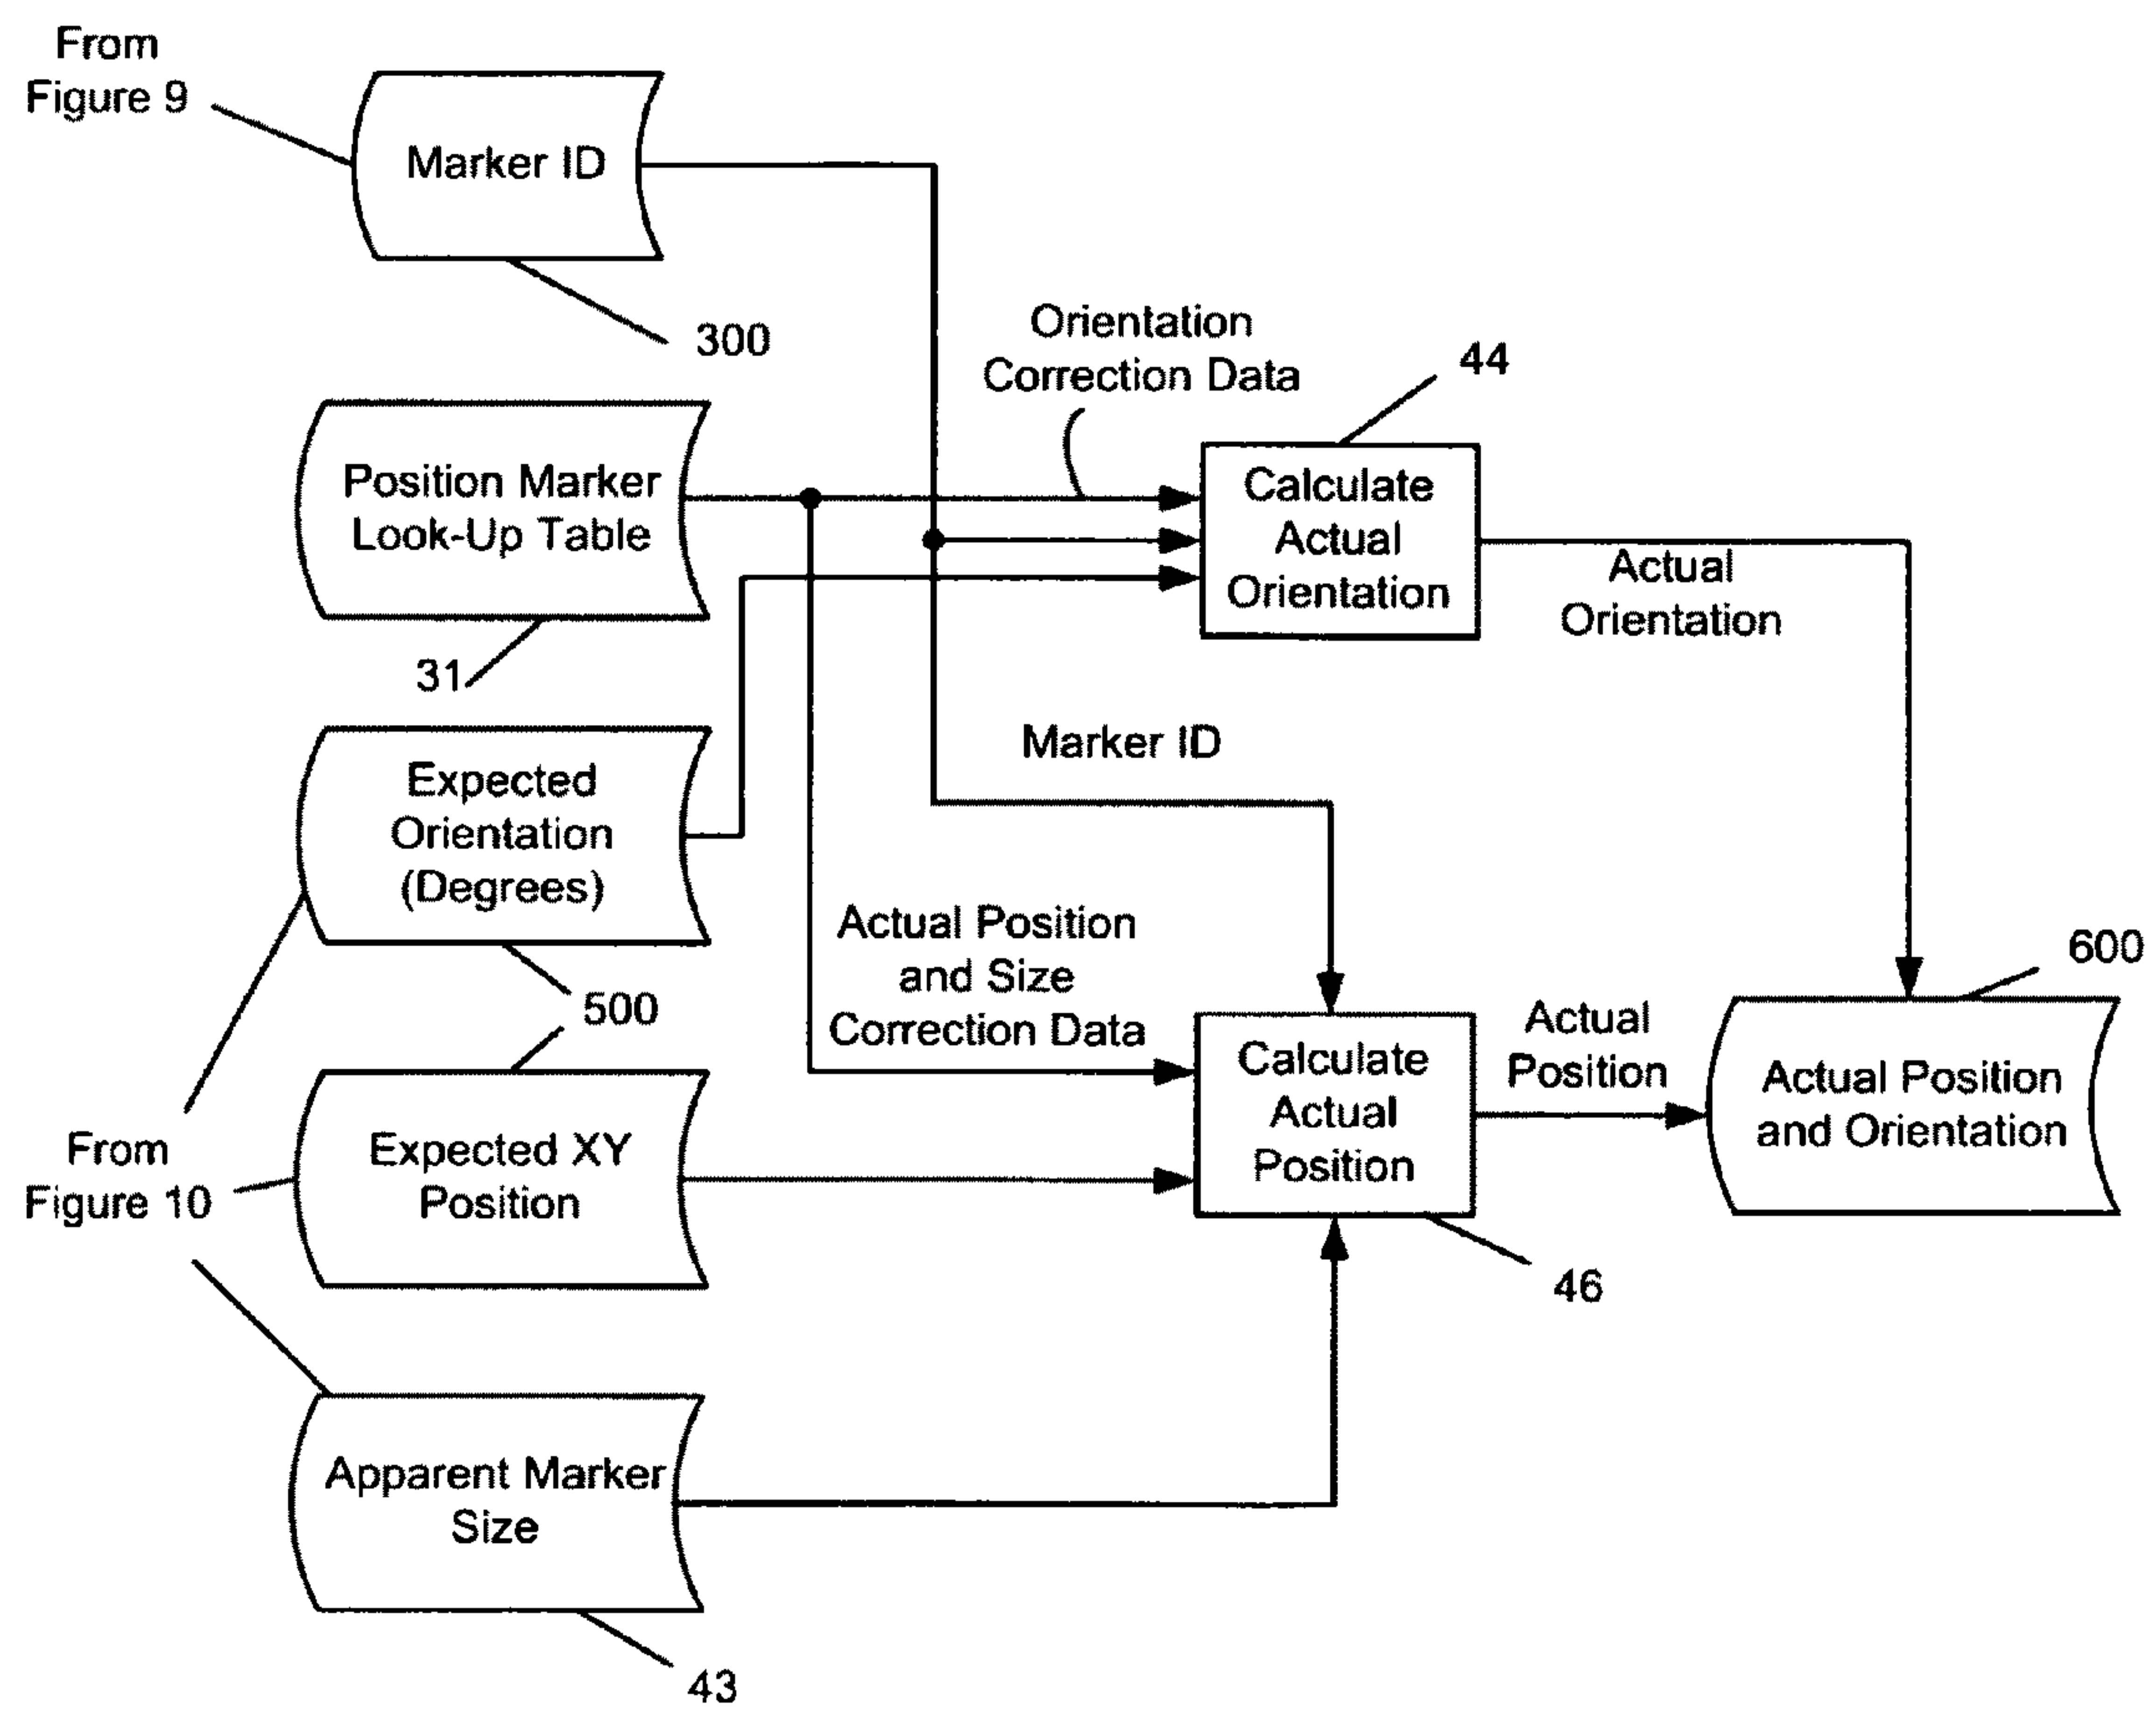 From
Figure 9
Marker ID
300
Orientation
Correction Data
44
Position Marker
Look-Up Table
31
Calculate
Actual
Orientation
Actual
Orientation
Marker ID
Expected
Orientation
(Degrees)
500
Actual Position
and Size
Correction Data
600
From
Figure 10
Expected XY
Position
Calculate
Actual
Position
46
Actual
Position
Actual Position
and Orientation
Apparent Marker
Size
43